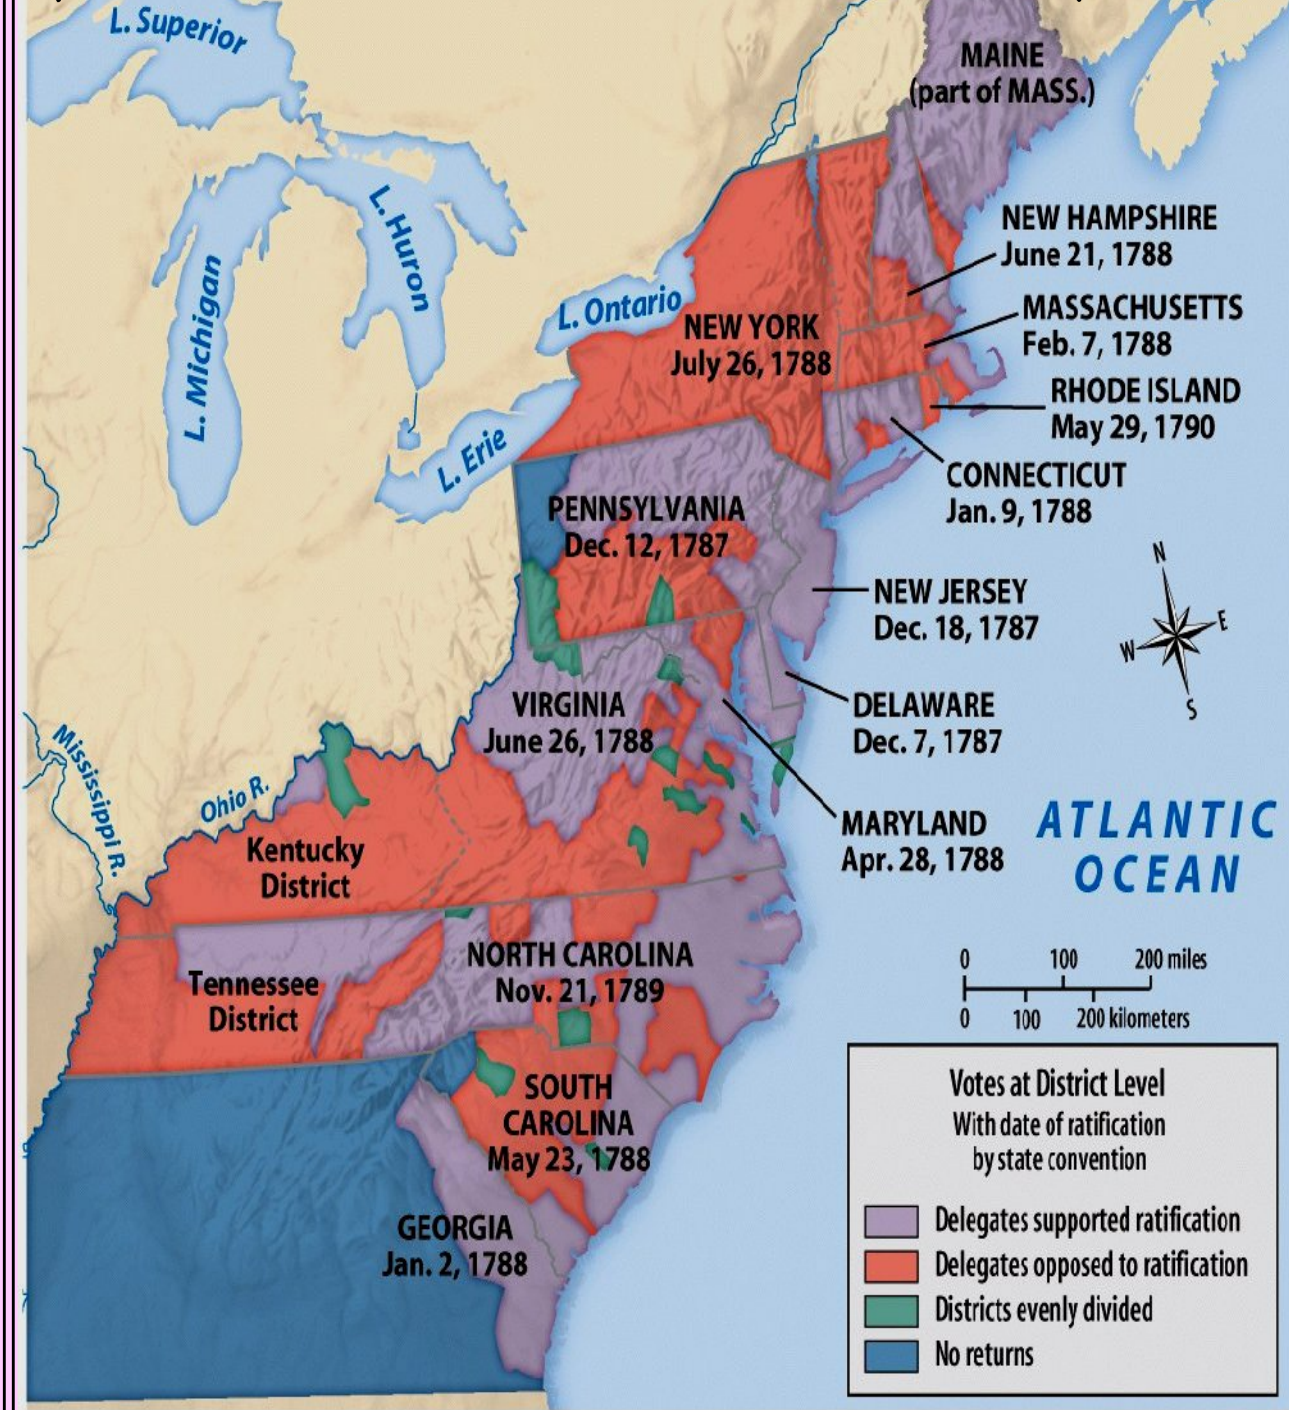 L. Superior
MAINE
(part of MASS.)
L. Huron
L. Michigan
NEW HAMPSHIRE
June 21, 1788
L. Ontario
MASSACHUSETTS
Feb. 7, 1788
NEW YORK
July 26, 1788
RHODE ISLAND
May 29, 1790
L. Erie
CONNECTICUT
Jan. 9, 1788
PENNSYLVANIA
Dec. 12, 1787
N
E
W
S
NEW JERSEY
Dec. 18, 1787
VIRGINIA
June 26, 1788
DELAWARE
Dec. 7, 1787
Mississippi R.
Ohio R.
MARYLAND
Apr. 28, 1788
ATLANTIC
OCEAN
Kentucky
District
NORTH CAROLINA
Nov. 21, 1789
Tennessee
District
0 100 200 miles
0 100 200 kilometers
SOUTH
CAROLINA
May 23, 1788
GEORGIA
Jan. 2, 1788
Votes at District Level
With date of ratification
by state convention
Delegates supported ratification
Delegates opposed to ratification
Districts evenly divided
No returns